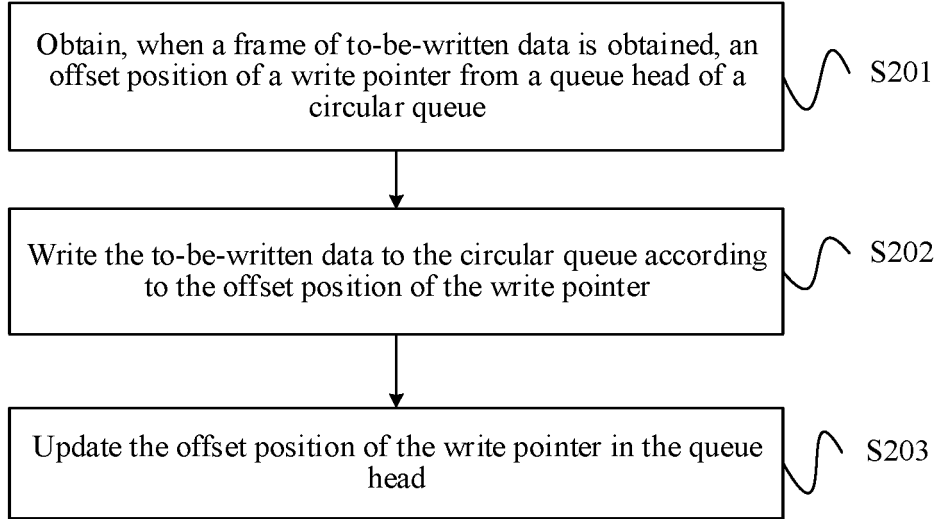 Obtain, when a frame of to-be-written data is obtained, an
offset position of a write pointer from a queue head of a
circular queue
S201
Write the to-be-written data to the circular queue according
to the offset position of the write pointer
S202
Update the offset position of the write pointer in the queue
head
S203